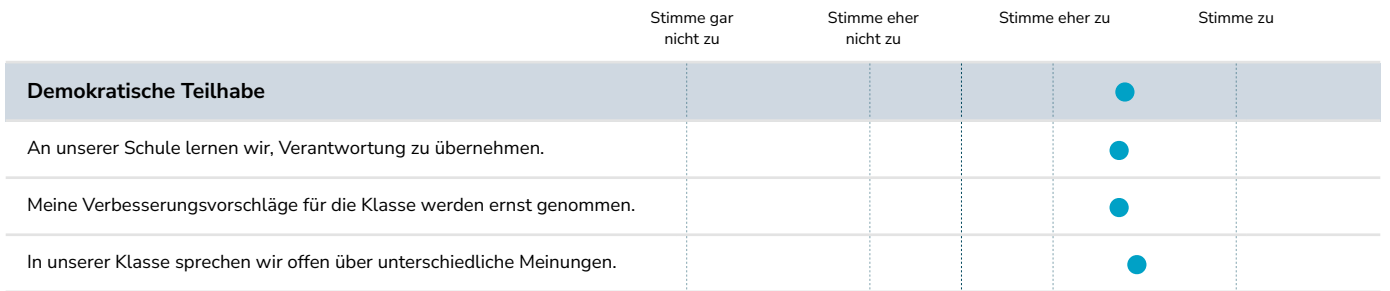 Stimme gar
nicht zu
Stimme eher
nicht zu
Stimme eher zu
Stimme zu
Demokratische Teilhabe
An unserer Schule lernen wir, Verantwortung zu übernehmen.
Meine Verbesserungsvorschläge für die Klasse werden ernst genommen.
In unserer Klasse sprechen wir offen über unterschiedliche Meinungen.